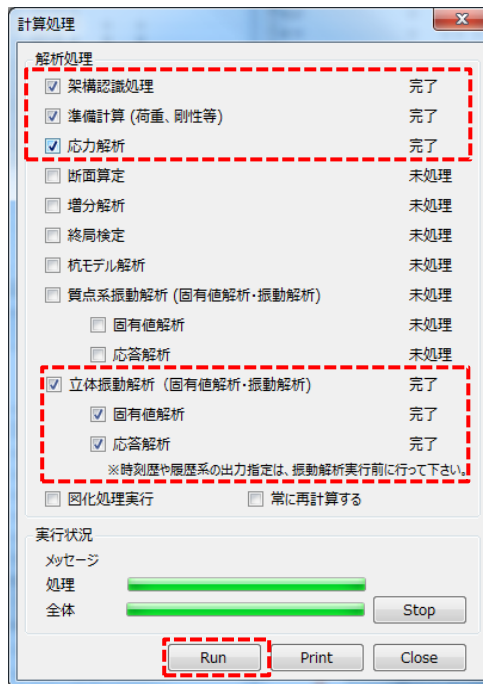 計算処理
解析処理
架構認識処理 完了
準備計算 (荷重、剛性等) 完了
応力解析 完了
断面算定 未処理
増分解析 未処理
終局検定 未処理
杭モデル解析 未処理
質点系振動解析 (固有値解析・振動解析) 未処理
固有値解析 未処理
応答解析 未処理
立体振動解析 (固有値解析・振動解析) 完了
固有値解析 完了
応答解析 完了
※時刻歴や履歴系の出力指定は、振動解析実行前に行って下さい。
図化処理実行 常に再計算する
実行状況
メッセージ
処理
全体 Stop
Run Print Close